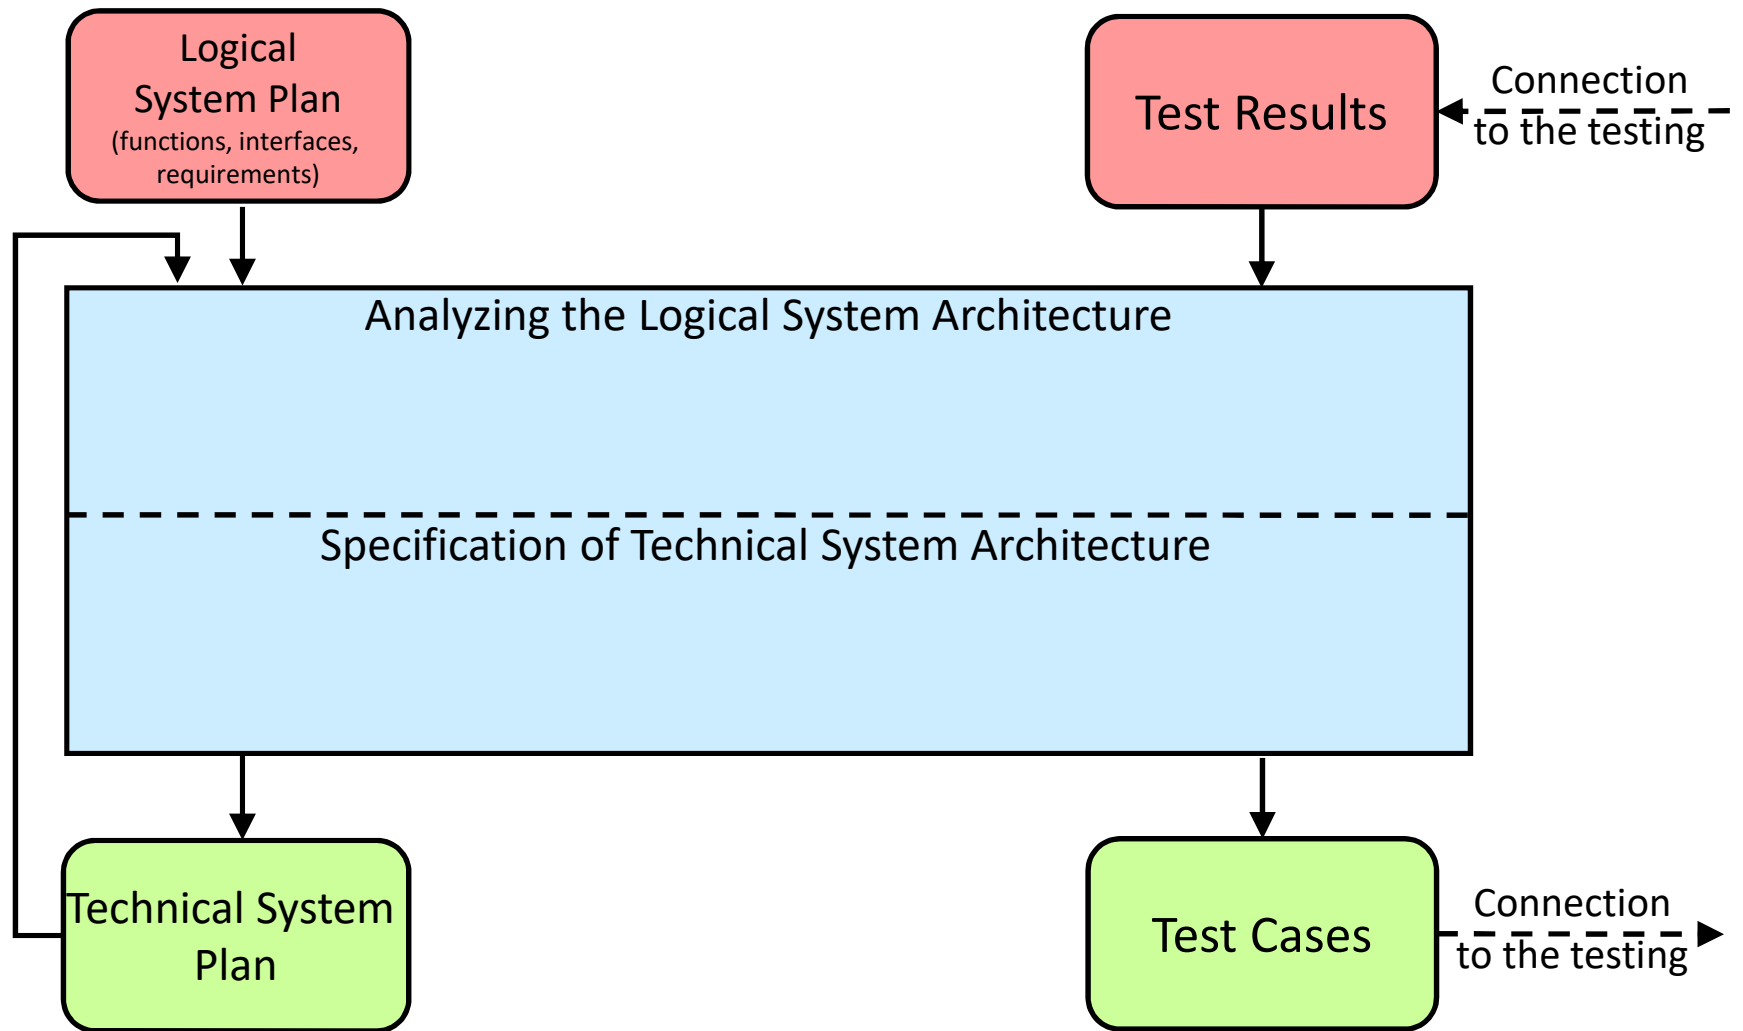 Logical
System Plan
(functions, interfaces,
requirements)
Test Results
Connection
to the testing
Analyzing the Logical System Architecture
Specification of Technical System Architecture
Technical System
Plan
Test Cases
Connection
to the testing